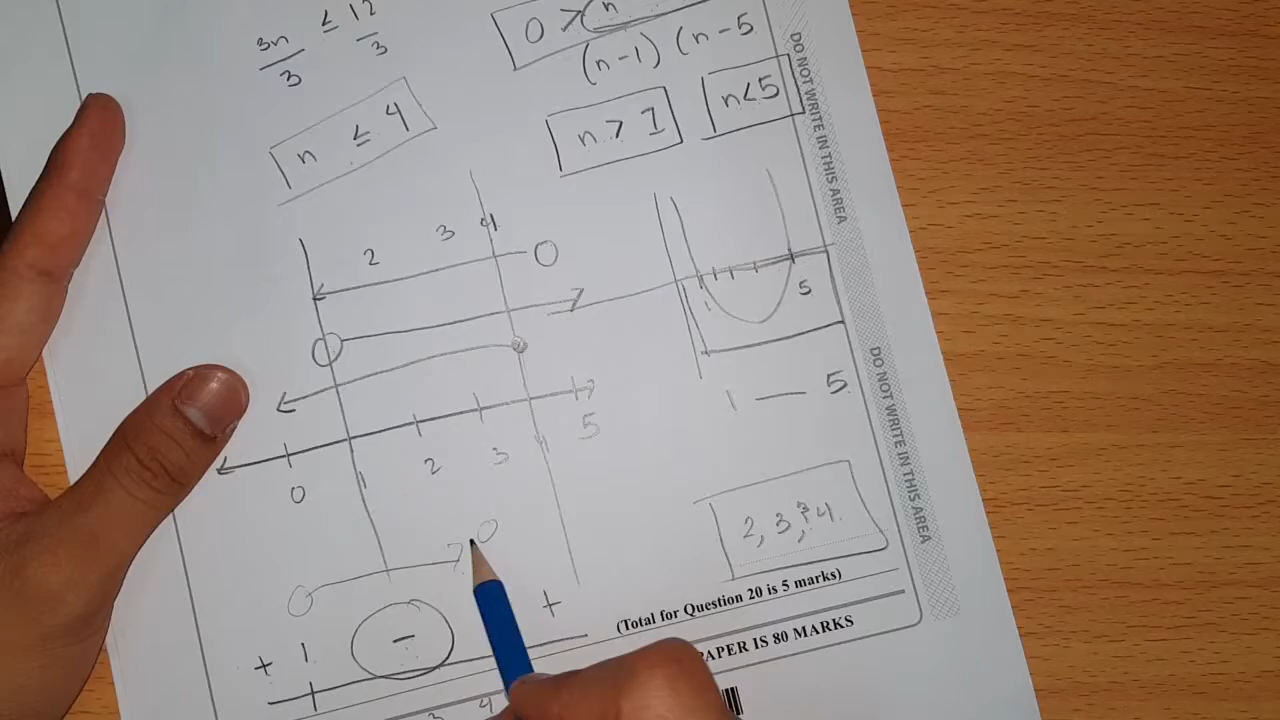 3n/3 ≤ 12/3
0 > (n
(n-1) (n-5
n ≤ 4
n > 1
n<5
2 3 4
5
0 1 2 3 5
1 — 5
2, 3, 4.
+ 1 - +
3 4
(Total for Question 20 is 5 marks)
PAPER IS 80 MARKS
DO NOT WRITE IN THIS AREA
DO NOT WRITE IN THIS AREA